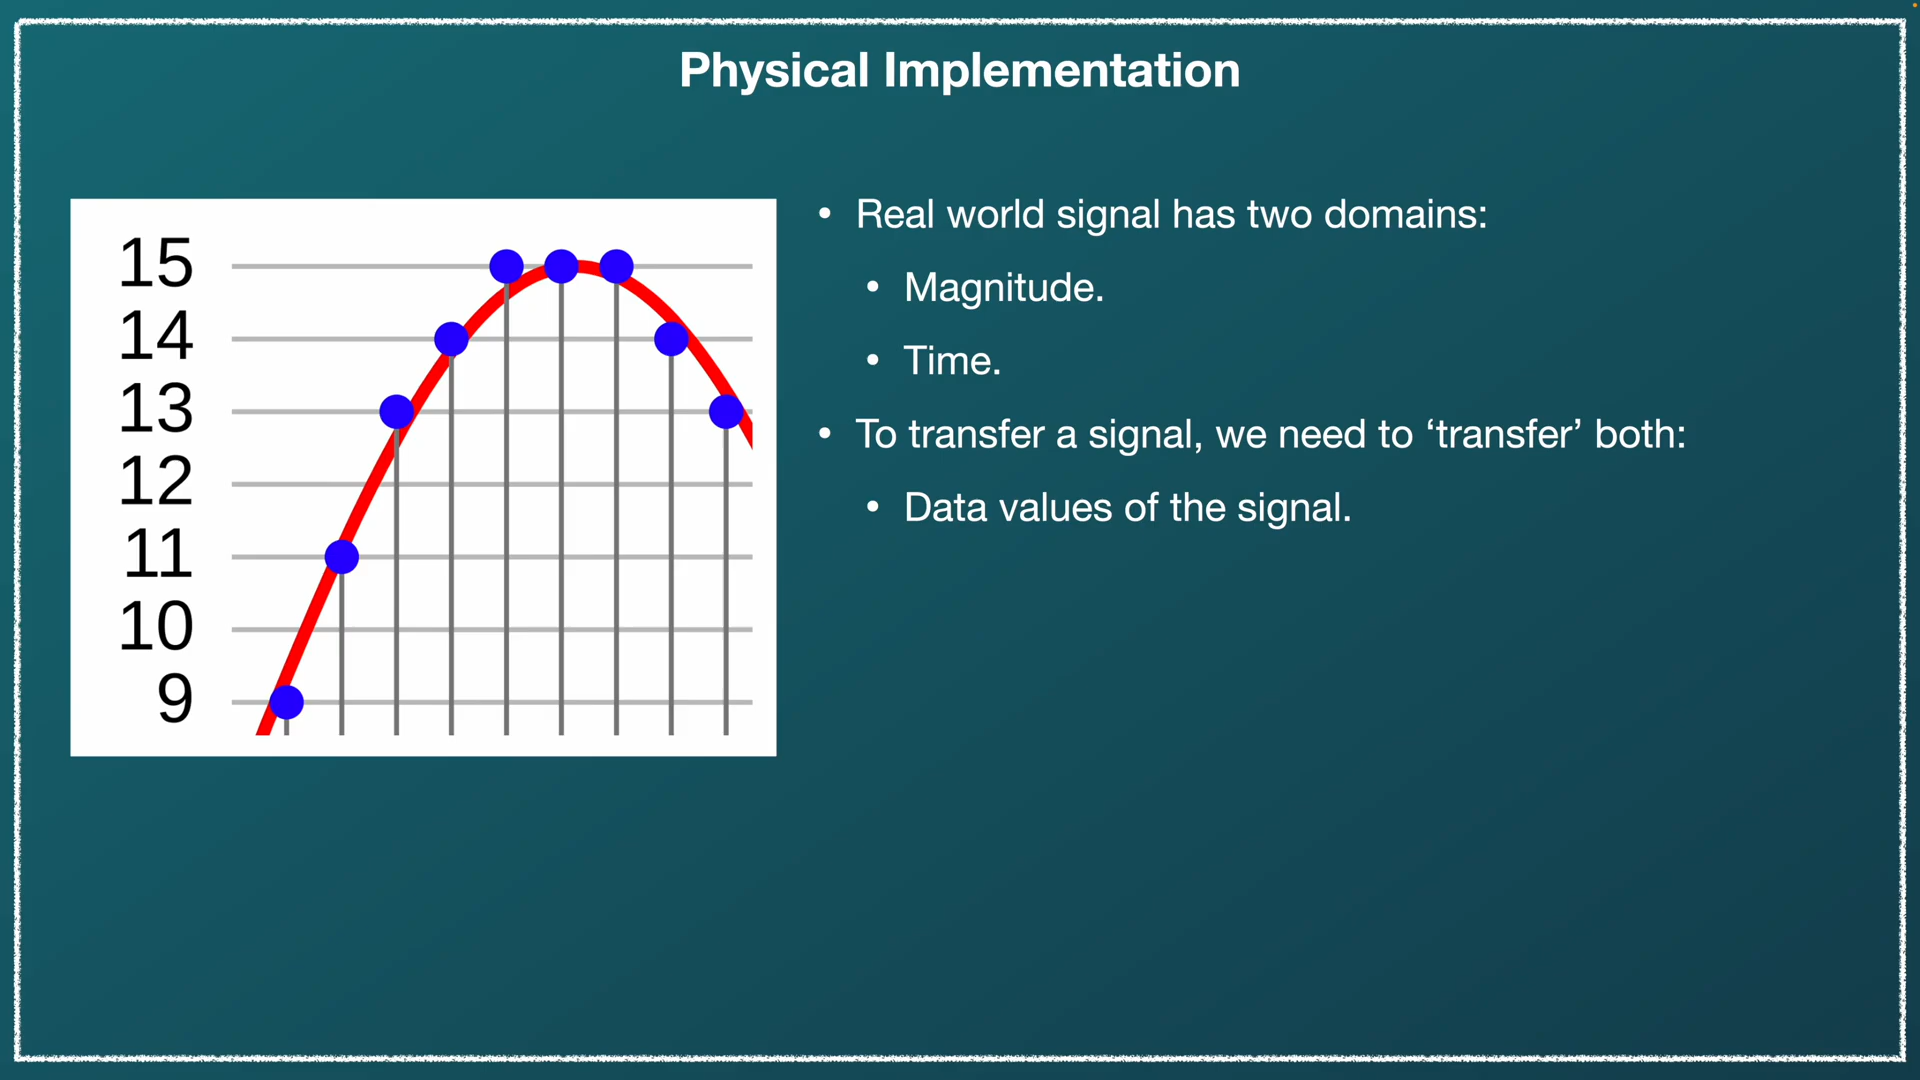 Physical Implementation
15
14
13
12
11
10
9
• Real world signal has two domains:
• Magnitude.
• Time.
• To transfer a signal, we need to ‘transfer’ both:
• Data values of the signal.